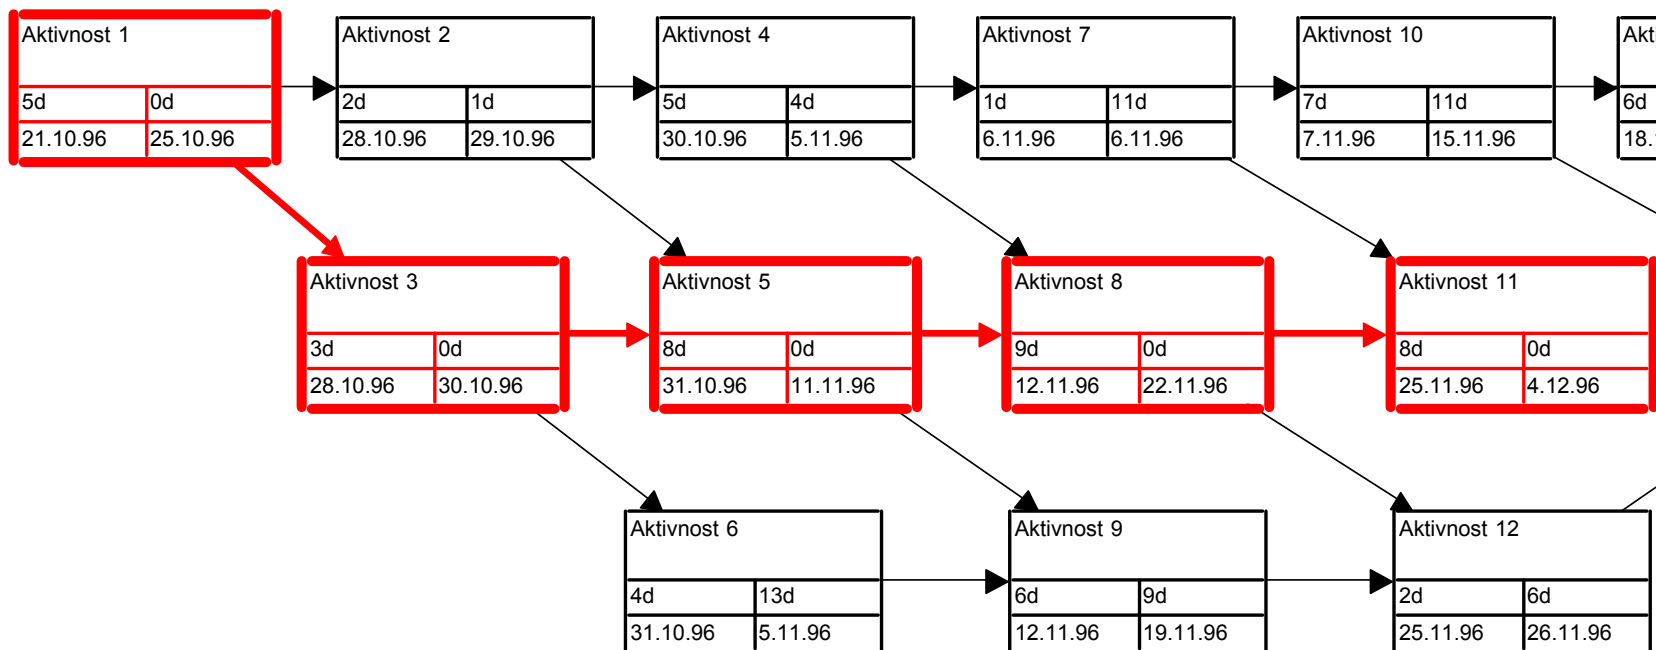 Aktivnost 1
5d 0d
21.10.96 25.10.96
Aktivnost 2
2d 1d
28.10.96 29.10.96
Aktivnost 4
5d 4d
30.10.96 5.11.96
Aktivnost 7
1d 11d
6.11.96 6.11.96
Aktivnost 10
7d 11d
7.11.96 15.11.96
6d
Aktivnost 3
3d 0d
28.10.96 30.10.96
Aktivnost 5
8d 0d
31.10.96 11.11.96
Aktivnost 8
9d 0d
12.11.96 22.11.96
Aktivnost 11
8d 0d
25.11.96 4.12.96
Aktivnost 6
4d 13d
31.10.96 5.11.96
Aktivnost 9
6d 9d
12.11.96 19.11.96
Aktivnost 12
2d 6d
25.11.96 26.11.96